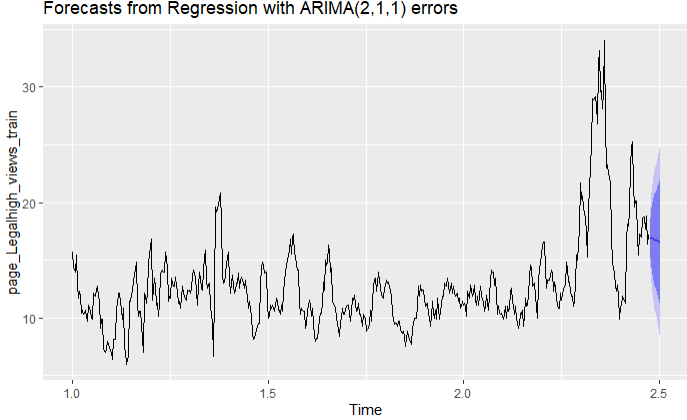 Forecasts from Regression with ARIMA(2,1,1) errors
page_Legalhigh_views_train
30
20
10
1.0
1.5
2.0
2.5
Time